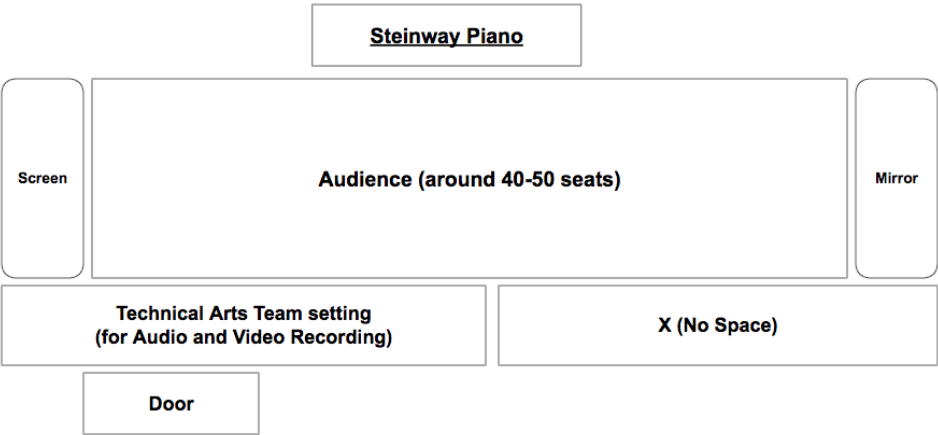 Steinway Piano
Screen
Audience (around 40-50 seats)
Mirror
Technical Arts Team setting
(for Audio and Video Recording)
X (No Space)
Door